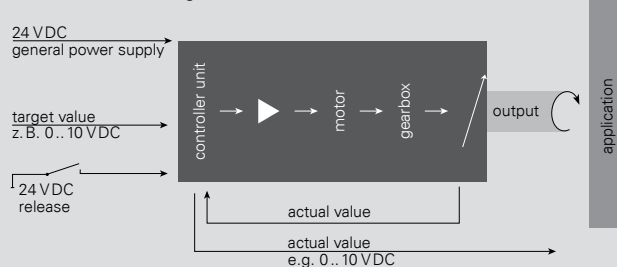 24 VDC
general power supply
target value
z. B. 0 .. 10 VDC
24 VDC
release
controller unit
motor
gearbox
output
application
actual value
actual value
e.g. 0 .. 10 VDC